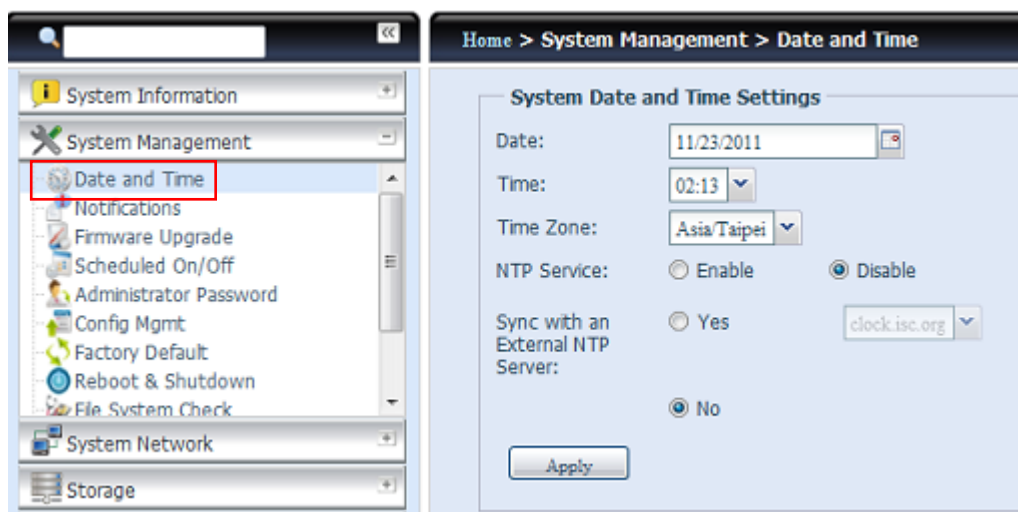 Home > System Management > Date and Time
System Information
System Management
Date and Time
Notifications
Firmware Upgrade
Scheduled On/Off
Administrator Password
Config Mgmt
Factory Default
Reboot & Shutdown
File System Check
System Network
Storage
System Date and Time Settings
Date: 11/23/2011
Time: 02:13
Time Zone: Asia/Taipei
NTP Service: Enable Disable
Sync with an Yes clock.isc.org
External NTP
Server:
No
Apply